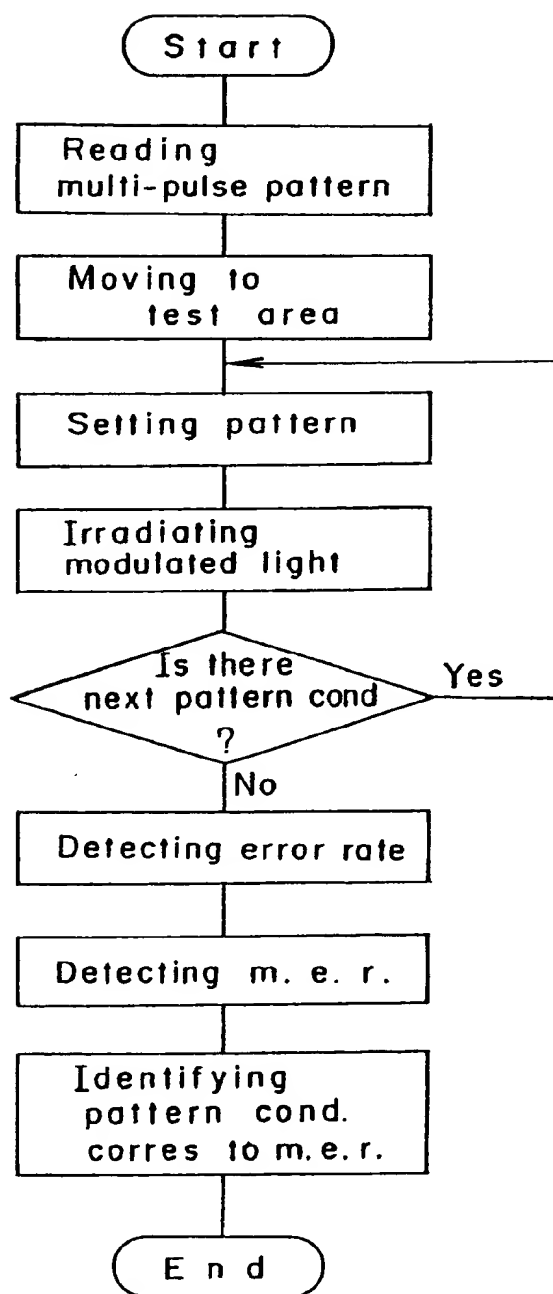 Start
Reading
multi-pulse pattern
Moving to
test area
Setting pattern
Irradiating
modulated light
Is there
next pattern cond
?
Yes
No
Detecting error rate
Detecting m. e. r.
Identifying
pattern cond.
corres to m.e.r.
End